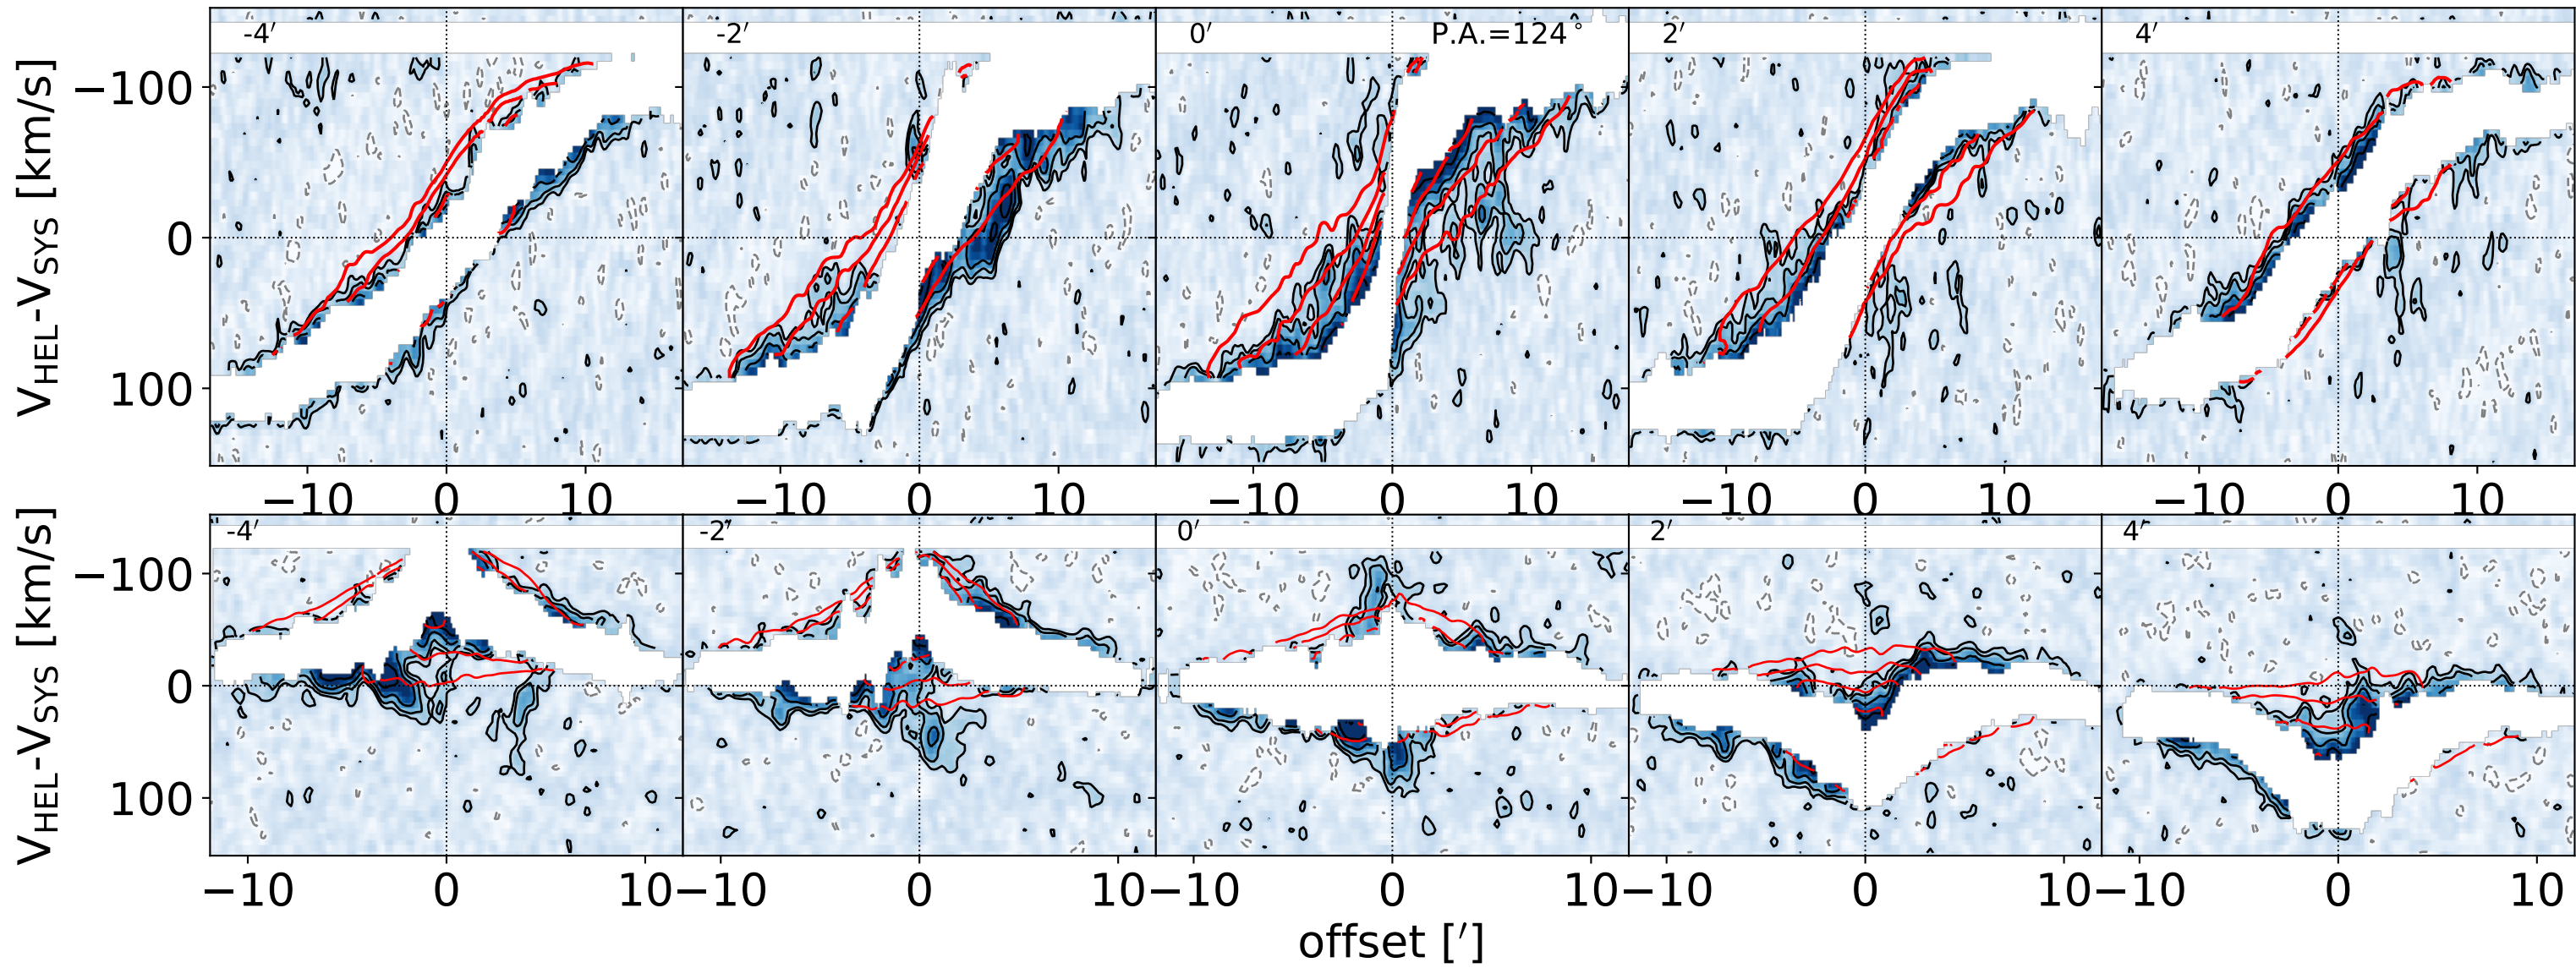 -4′ -2′ 0′ P.A.=124° 2′ 4′
V_HEL-V_SYS [km/s]
−100
0
100
−10 0 10 −10 0 10 −10 0 10 −10 0 10 −10 0 10
-4′ -2′ 0′ 2′ 4′
V_HEL-V_SYS [km/s]
−100
0
100
−10 0 10 −10 0 10 −10 0 10 −10 0 10 −10 0 10
offset [′]